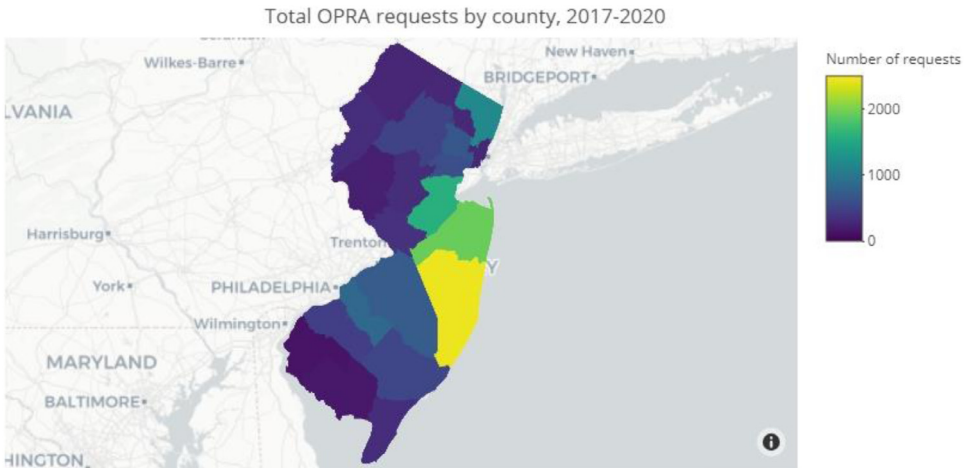 Total OPRA requests by county, 2017-2020
New Haven
Wilkes-Barre
BRIDGEPORT
Number of requests
LVANIA
2000
1000
0
Harrisburg
Trenton
Y
York
PHILADELPHIA
Wilmington
MARYLAND
BALTIMORE
HINGTON